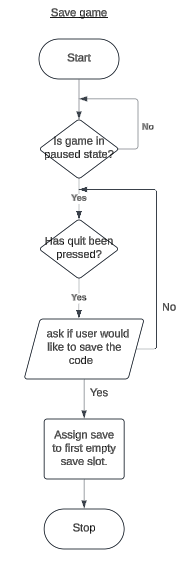 Save game
Start
Is game in
paused state?
No
Yes
Has quit been
pressed?
Yes
ask if user would
like to save the
code
No
Yes
Assign save
to first empty
save slot.
Stop